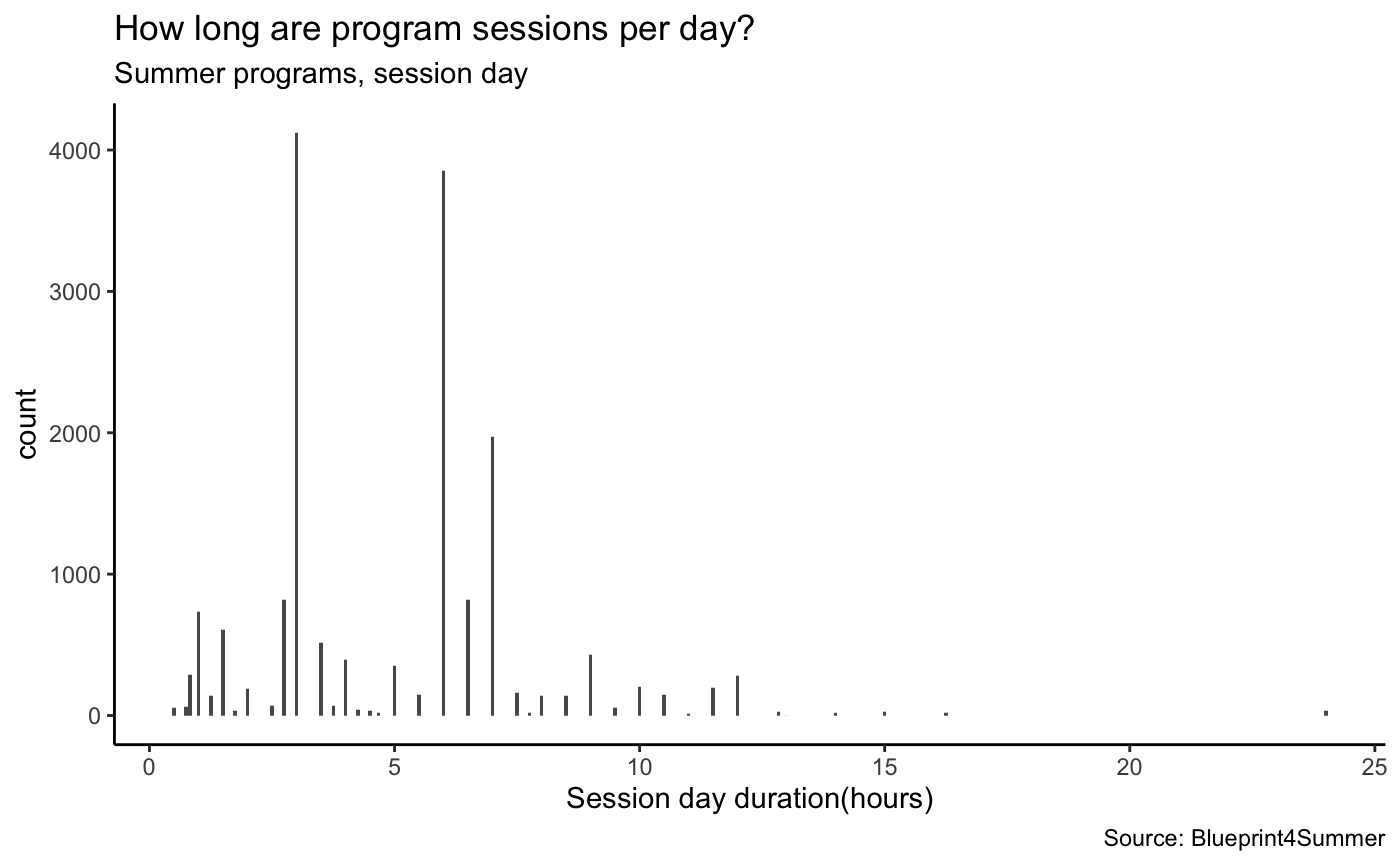 How long are program sessions per day?
Summer programs, session day
4000
3000
2000
1000
0
count
0 5 10 15 20 25
Session day duration(hours)
Source: Blueprint4Summer